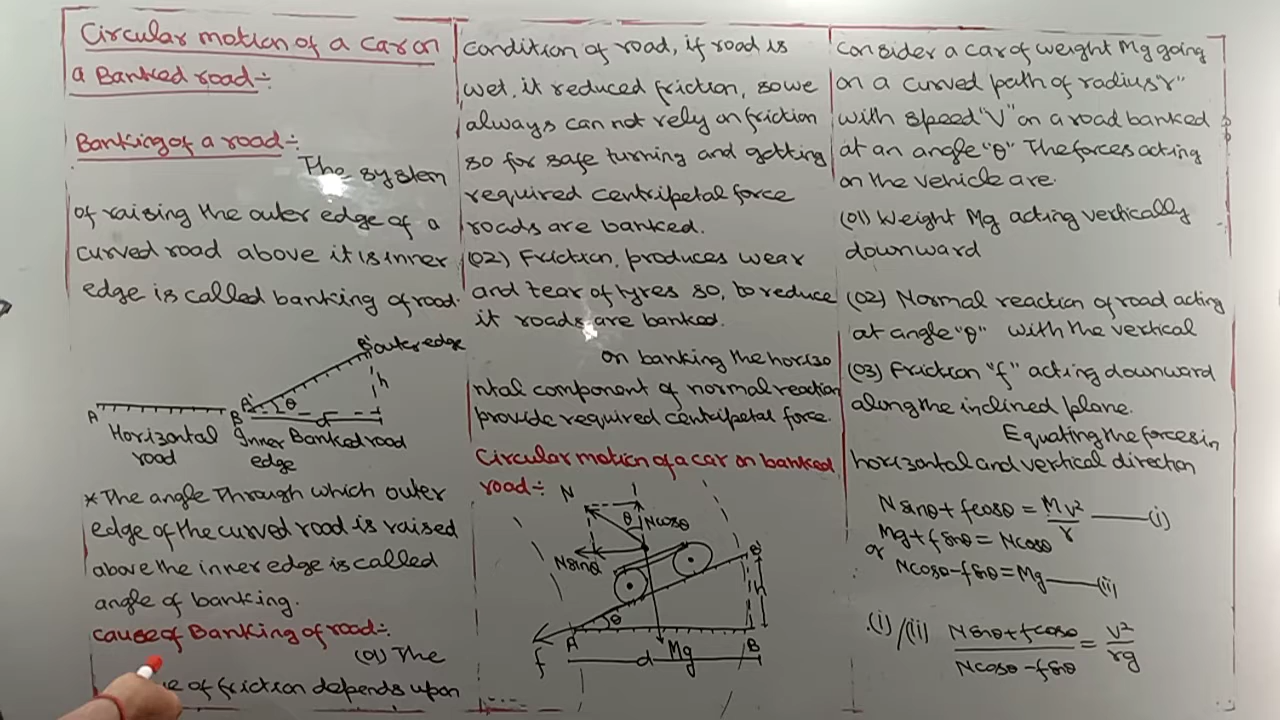 Circular motion of a car on
a Banked road:-
Banking of a road:-
The system
of raising the outer edge of a
curved road above it is inner
edge is called banking of road.
B' outer edge
h
A' θ
A B d
Horizontal Inner Banked road
road edge
*The angle Through which outer
edge of the curved road is raised
above the inner edge is called
angle of banking.
cause of Banking of road:-
(01) The
of friction depends upon
condition of road, if road is
wet, it reduced friction, so we
always can not rely on friction
so for safe turning and getting
required centripetal force
roads are banked.
(02) Friction, produces wear
and tear of tyres so, to reduce
it roads are banked.
on banking the horizo
ntal component of normal reaction
provide required centripetal force.
Circular motion of a car on banked
road:-
N
θ Ncosθ
Nsinθ
B'
h
θ
A B
f Mg
d
Consider a car of weight Mg going
on a curved path of radius "r"
with speed "V" on a road banked
at an angle "θ" The forces acting
on the vehicle are.
(01) Weight Mg acting vertically
downward
(02) Normal reaction of road acting
at angle "θ" with the vertical
(03) Friction "f" acting downward
along the inclined plane.
Equating the forces in
horizontal and vertical direction
Nsinθ + fcosθ = Mv²/r —— (i)
Mg + fsinθ = Ncosθ
or
Ncosθ - fsinθ = Mg —— (ii)
(i)/(ii) Nsinθ + fcosθ / Ncosθ - fsinθ = V²/rg